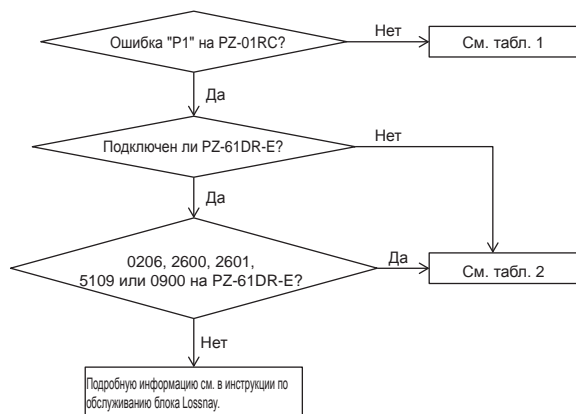 Ошибка "P1" на PZ-01RC?
Нет
См. табл. 1
Да
Подключен ли PZ-61DR-E?
Нет
Да
0206, 2600, 2601,
5109 или 0900 на PZ-61DR-E?
Да
См. табл. 2
Нет
Подробную информацию см. в инструкции по
обслуживанию блока Lossnay.